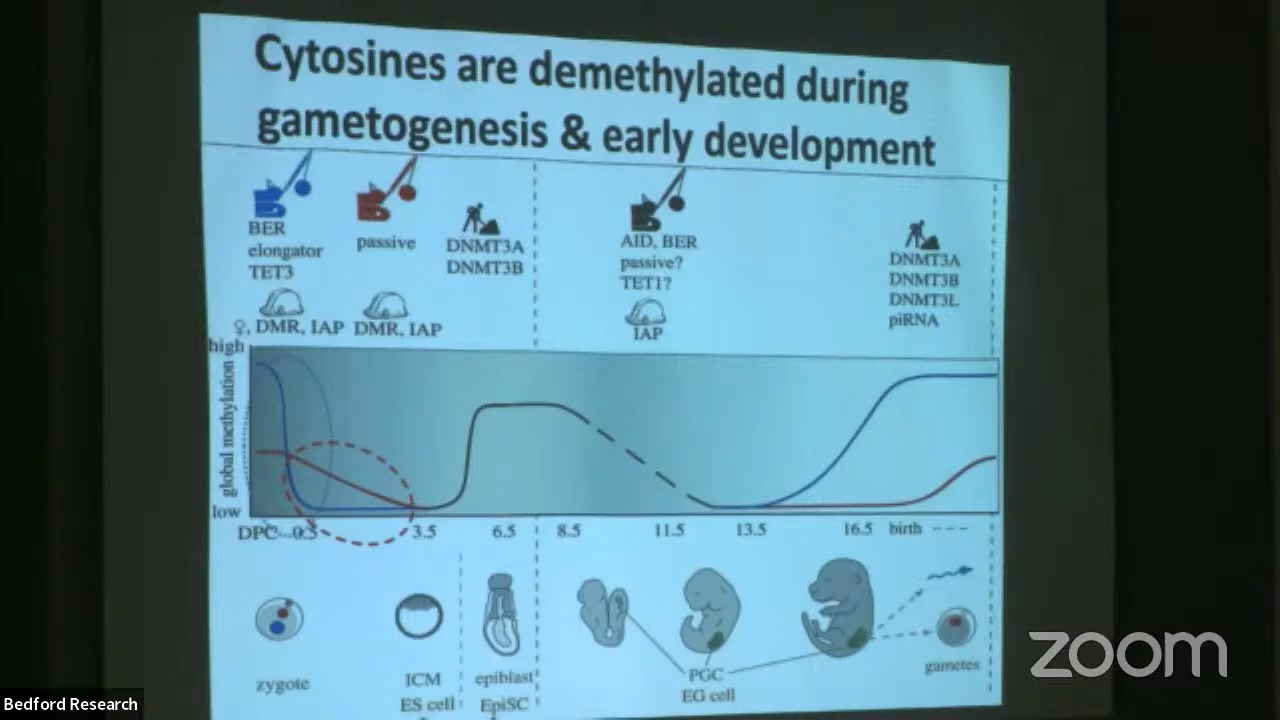 Cytosines are demethylated during
gametogenesis & early development
BER
elongator
TET3
passive
DNMT3A
DNMT3B
AID, BER
passive?
TET1?
DNMT3A
DNMT3B
DNMT3L
piRNA
♀, DMR, IAP
DMR, IAP
IAP
high
global methylation
low
DPC 0.5 3.5 6.5 8.5 11.5 13.5 16.5 birth
zygote
ICM
ES cell
epiblast
EpiSC
PGC
EG cell
gametes
zoom
Bedford Research